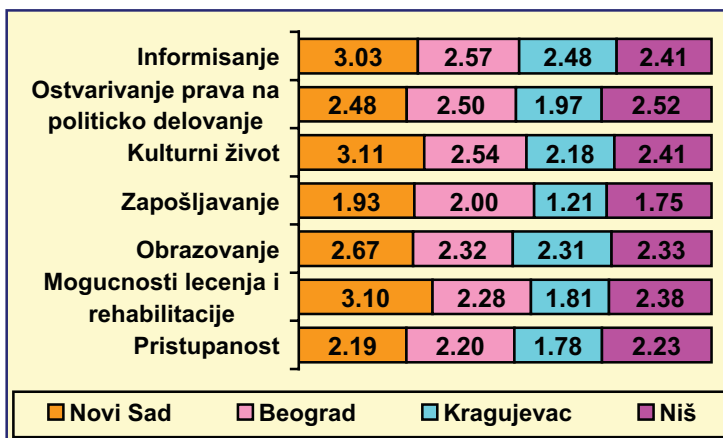 Informisanje 3.03 2.57 2.48 2.41
Ostvarivanje prava na
politicko delovanje 2.48 2.50 1.97 2.52
Kulturni život 3.11 2.54 2.18 2.41
Zapošljavanje 1.93 2.00 1.21 1.75
Obrazovanje 2.67 2.32 2.31 2.33
Mogucnosti lecenja i
rehabilitacije 3.10 2.28 1.81 2.38
Pristupanost 2.19 2.20 1.78 2.23
Novi Sad Beograd Kragujevac Niš